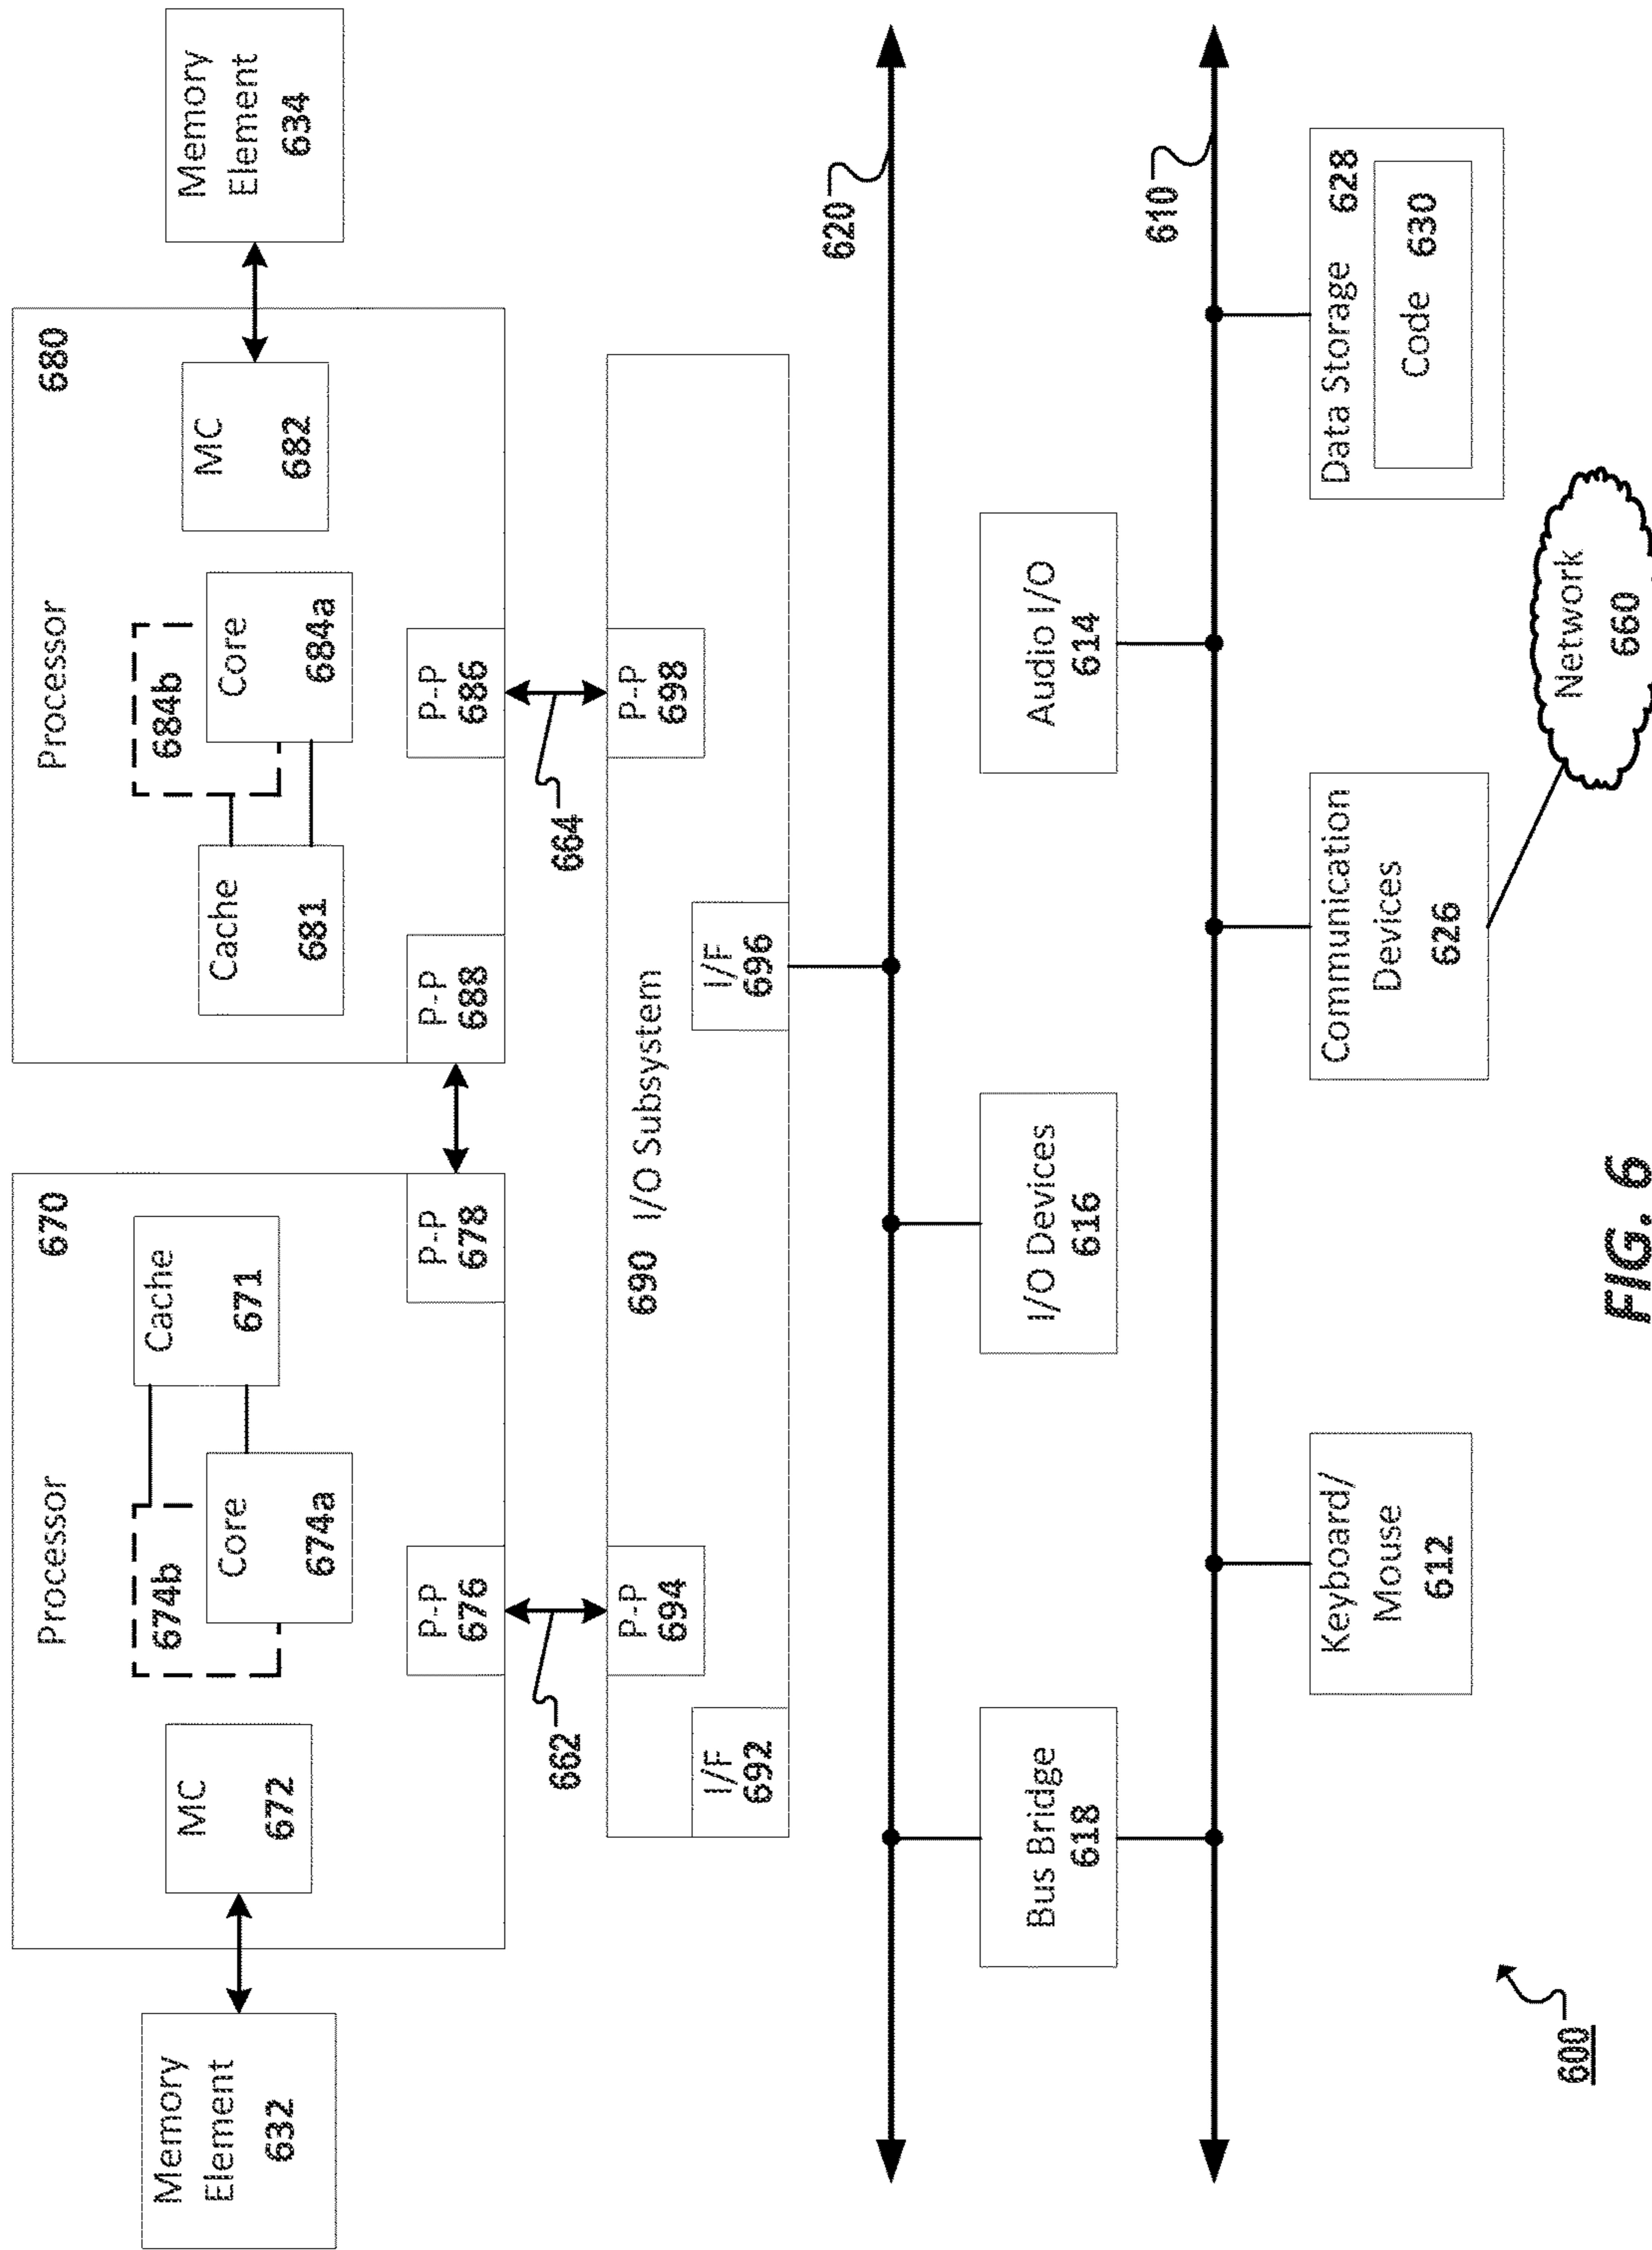 Memory
Element
632
Processor
670
MC
672
674b
Core
674a
Cache
671
P-P
676
P-P
678
Processor
680
P-P
688
Cache
681
684b
Core
684a
P-P
686
MC
682
Memory
Element
634
662
664
690 I/O Subsystem
I/F
692
P-P
694
I/F
696
P-P
698
620
Bus Bridge
618
I/O Devices
616
Audio I/O
614
610
Keyboard/
Mouse
612
Communication
Devices
626
Data Storage 628
Code 630
Network
660
600
FIG. 6